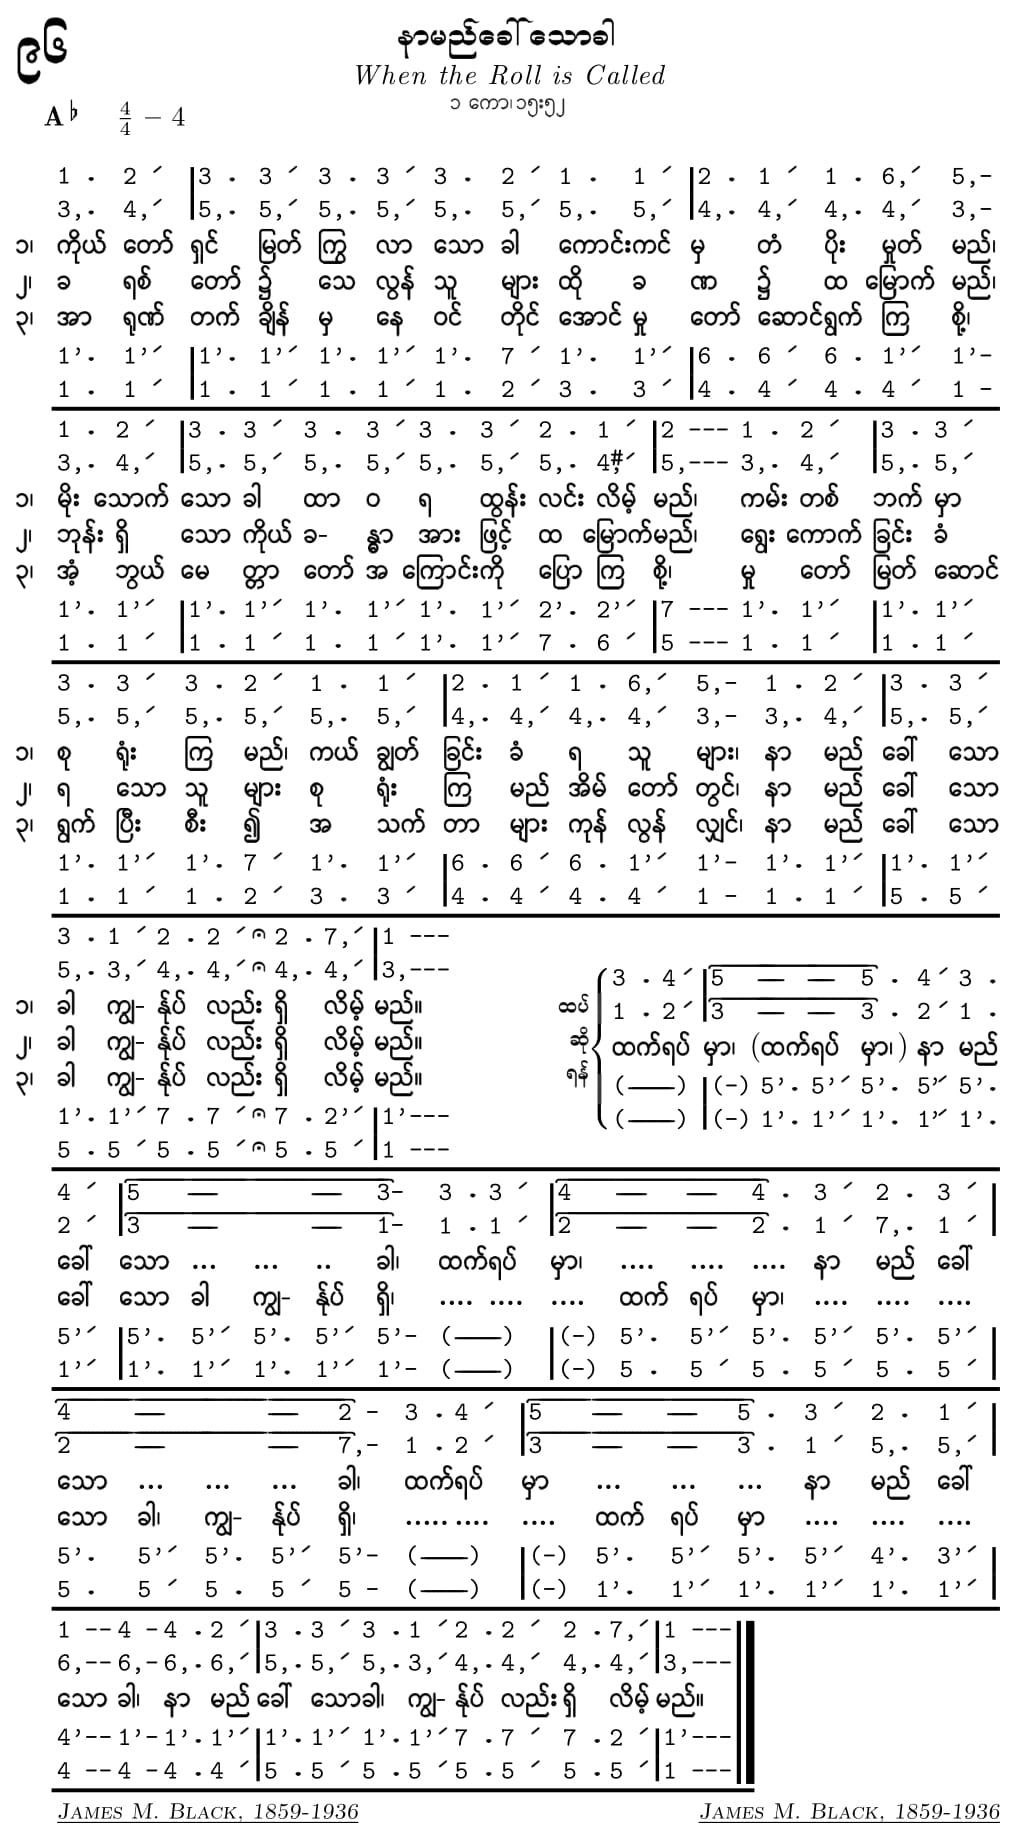 ၉၆
နာမည်ခေါ် သောခါ
When the Roll is Called
၁ ကော၊၁၅း၅၂
A♭ 4/4 – 4
1 . 2 ′ |3 . 3 ′ 3 . 3 ′ 3 . 2 ′ 1 . 1 ′ |2 . 1 ′ 1 . 6,′ 5,-
3,. 4,′ |5,. 5,′ 5,. 5,′ 5,. 5,′ 5,. 5,′ |4,. 4,′ 4,. 4,′ 3,-
၁၊ ကိုယ် တော် ရှင် မြတ် ကြွ လာ သော ခါ ကောင်းကင် မှ တံ ပိုး မှုတ် မည်၊
၂၊ ခ ရစ် တော် ၌ သေ လွန် သူ များ ထို ခ ဏ ၌ ထ မြောက် မည်၊
၃၊ အာ ရုဏ် တက် ချိန် မှ နေ ဝင် တိုင် အောင် မှု တော် ဆောင်ရွက် ကြ စို့၊
1’. 1’′ |1’. 1’′ 1’. 1’′ 1’. 7 ′ 1’. 1’′ |6 . 6 ′ 6 . 1’′ 1’-
1 . 1 ′ |1 . 1 ′ 1 . 1 ′ 1 . 2 ′ 3 . 3 ′ |4 . 4 ′ 4 . 4 ′ 1 -
1 . 2 ′ |3 . 3 ′ 3 . 3 ′ 3 . 3 ′ 2 . 1 ′ |2 --- 1 . 2 ′ |3 . 3 ′
3,. 4,′ |5,. 5,′ 5,. 5,′ 5,. 5,′ 5,. 4#,′ |5,--- 3,. 4,′ |5,. 5,′
၁၊ မိုး သောက် သော ခါ ထာ ဝ ရ ထွန်း လင်း လိမ့် မည်၊ ကမ်း တစ် ဘက် မှာ
၂၊ ဘုန်း ရှိ သော ကိုယ် ခ- န္ဓာ အား ဖြင့် ထ မြောက်မည်၊ ရွေး ကောက် ခြင်း ခံ
၃၊ အံ့ ဘွယ် မေ တ္တာ တော် အ ကြောင်းကို ပြော ကြ စို့၊ မှု တော် မြတ် ဆောင်
1’. 1’′ |1’. 1’′ 1’. 1’′ 1’. 1’′ 2’. 2’′ |7 --- 1’. 1’′ |1’. 1’′
1 . 1 ′ |1 . 1 ′ 1 . 1 ′ 1’. 1’′ 7 . 6 ′ |5 --- 1 . 1 ′ |1 . 1 ′
3 . 3 ′ 3 . 2 ′ 1 . 1 ′ |2 . 1 ′ 1 . 6,′ 5,- 1 . 2 ′ |3 . 3 ′
5,. 5,′ 5,. 5,′ 5,. 5,′ |4,. 4,′ 4,. 4,′ 3,- 3,. 4,′ |5,. 5,′
၁၊ စု ရုံး ကြ မည်၊ ကယ် ချွတ် ခြင်း ခံ ရ သူ များ၊ နာ မည် ခေါ် သော
၂၊ ရ သော သူ များ စု ရုံး ကြ မည် အိမ် တော် တွင်၊ နာ မည် ခေါ် သော
၃၊ ရွက် ပြီး စီး ၍ အ သက် တာ များ ကုန် လွန် လျှင်၊ နာ မည် ခေါ် သော
1’. 1’′ 1’. 7 ′ 1’. 1’′ |6 . 6 ′ 6 . 1’′ 1’- 1’. 1’′ |1’. 1’′
1 . 1 ′ 1 . 2 ′ 3 . 3 ′ |4 . 4 ′ 4 . 4 ′ 1 - 1 . 1 ′ |5 . 5 ′
3 . 1 ′ 2 . 2 ′𝄐 2 . 7,′ |1 ---
5,. 3,′ 4,. 4,′𝄐 4,. 4,′ |3,---
၁၊ ခါ ကျွ- နု်ပ် လည်း ရှိ လိမ့် မည်။
၂၊ ခါ ကျွ- နု်ပ် လည်း ရှိ လိမ့် မည်။
၃၊ ခါ ကျွ- နု်ပ် လည်း ရှိ လိမ့် မည်။
1’. 1’′ 7 . 7 ′𝄐 7 . 2’′ |1’---
5 . 5 ′ 5 . 5 ′𝄐 5 . 5 ′ |1 ---
ထပ်
ဆို
ရန်
3 . 4 ′ |5 — — 5 . 4 ′ 3 .
1 . 2 ′ |3 — — 3 . 2 ′ 1 .
ထက်ရပ် မှာ၊ (ထက်ရပ် မှာ၊) နာ မည်
(——) |(-) 5’. 5’′ 5’. 5’′ 5’.
(——) |(-) 1’. 1’′ 1’. 1’′ 1’.
4 ′ |5 — — 3- 3 . 3 ′ |4 — — 4 . 3 ′ 2 . 3 ′ |
2 ′ |3 — — 1- 1 . 1 ′ |2 — — 2 . 1 ′ 7,. 1 ′ |
ခေါ် သော ... ... .. ခါ၊ ထက်ရပ် မှာ၊ .... .... .... နာ မည် ခေါ်
ခေါ် သော ခါ ကျွ- နု်ပ် ရှိ၊ .... .... .... ထက် ရပ် မှာ၊ .... .... ....
5’′ |5’. 5’′ 5’. 5’′ 5’- (——) |(-) 5’. 5’′ 5’. 5’′ 5’. 5’′ |
1’′ |1’. 1’′ 1’. 1’′ 1’- (——) |(-) 5 . 5 ′ 5 . 5 ′ 5 . 5 ′ |
4 — — 2 - 3 . 4 ′ |5 — — 5 . 3 ′ 2 . 1 ′ |
2 — — 7,- 1 . 2 ′ |3 — — 3 . 1 ′ 5,. 5,′ |
သော ... ... ... ခါ၊ ထက်ရပ် မှာ ... ... ... နာ မည် ခေါ်
သော ခါ၊ ကျွ- နု်ပ် ရှိ၊ ..... .... .... ထက် ရပ် မှာ .... .... ....
5’. 5’′ 5’. 5’′ 5’- (——) |(-) 5’. 5’′ 5’. 5’′ 4’. 3’′ |
5 . 5 ′ 5 . 5 ′ 5 - (——) |(-) 1’. 1’′ 1’. 1’′ 1’. 1’′ |
1 --4 -4 .2 ′|3 .3 ′ 3 .1 ′2 .2 ′ 2 .7,′|1 ---
6,--6,-6,.6,′|5,.5,′ 5,.3,′4,.4,′ 4,.4,′|3,---
သော ခါ၊ နာ မည် ခေါ် သောခါ၊ ကျွ- နု်ပ် လည်း ရှိ လိမ့် မည်။
4’--1’-1’.1’′|1’.1’′ 1’.1’′7 .7 ′ 7 .2 ′|1’---
4 --4 -4 .4 ′|5 .5 ′ 5 .5 ′5 .5 ′ 5 .5 ′|1 ---
JAMES M. BLACK, 1859-1936 JAMES M. BLACK, 1859-1936